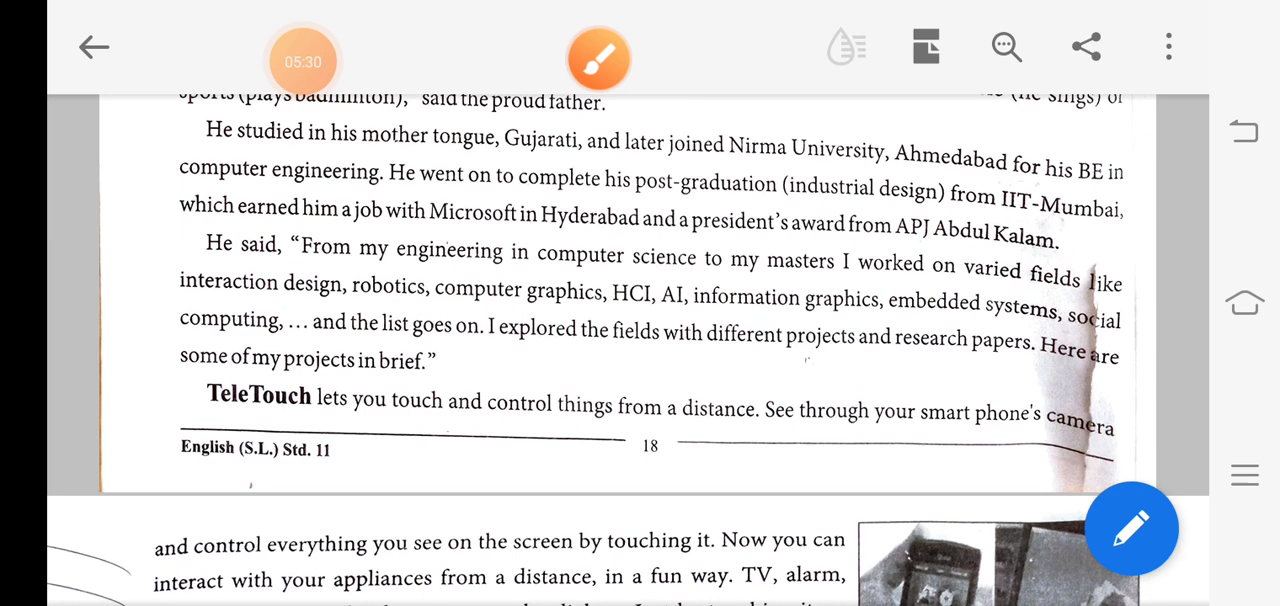 05:30
sports (plays badminton)," said the proud father. (he sings) or
He studied in his mother tongue, Gujarati, and later joined Nirma University, Ahmedabad for his BE in
computer engineering. He went on to complete his post-graduation (industrial design) from IIT-Mumbai,
which earned him a job with Microsoft in Hyderabad and a president's award from APJ Abdul Kalam.
He said, "From my engineering in computer science to my masters I worked on varied fields like
interaction design, robotics, computer graphics, HCI, AI, information graphics, embedded systems, social
computing, ... and the list goes on. I explored the fields with different projects and research papers. Here are
some of my projects in brief."
TeleTouch lets you touch and control things from a distance. See through your smart phone's camera
English (S.L.) Std. 11 18
and control everything you see on the screen by touching it. Now you can
interact with your appliances from a distance, in a fun way. TV, alarm,